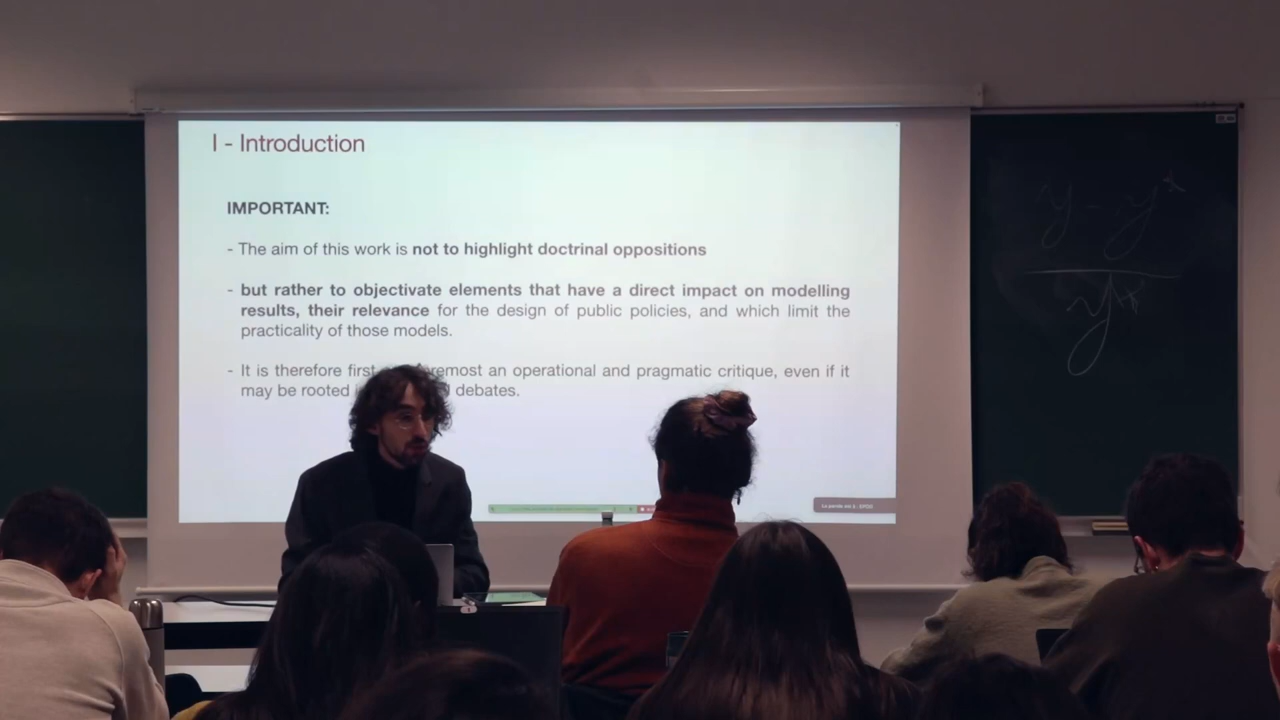 I - Introduction
IMPORTANT:
- The aim of this work is not to highlight doctrinal oppositions
- but rather to objectivate elements that have a direct impact on modelling
results, their relevance for the design of public policies, and which limit the
practicality of those models.
- It is therefore first remost an operational and pragmatic critique, even if it
may be rooted debates.
y - y*
y*